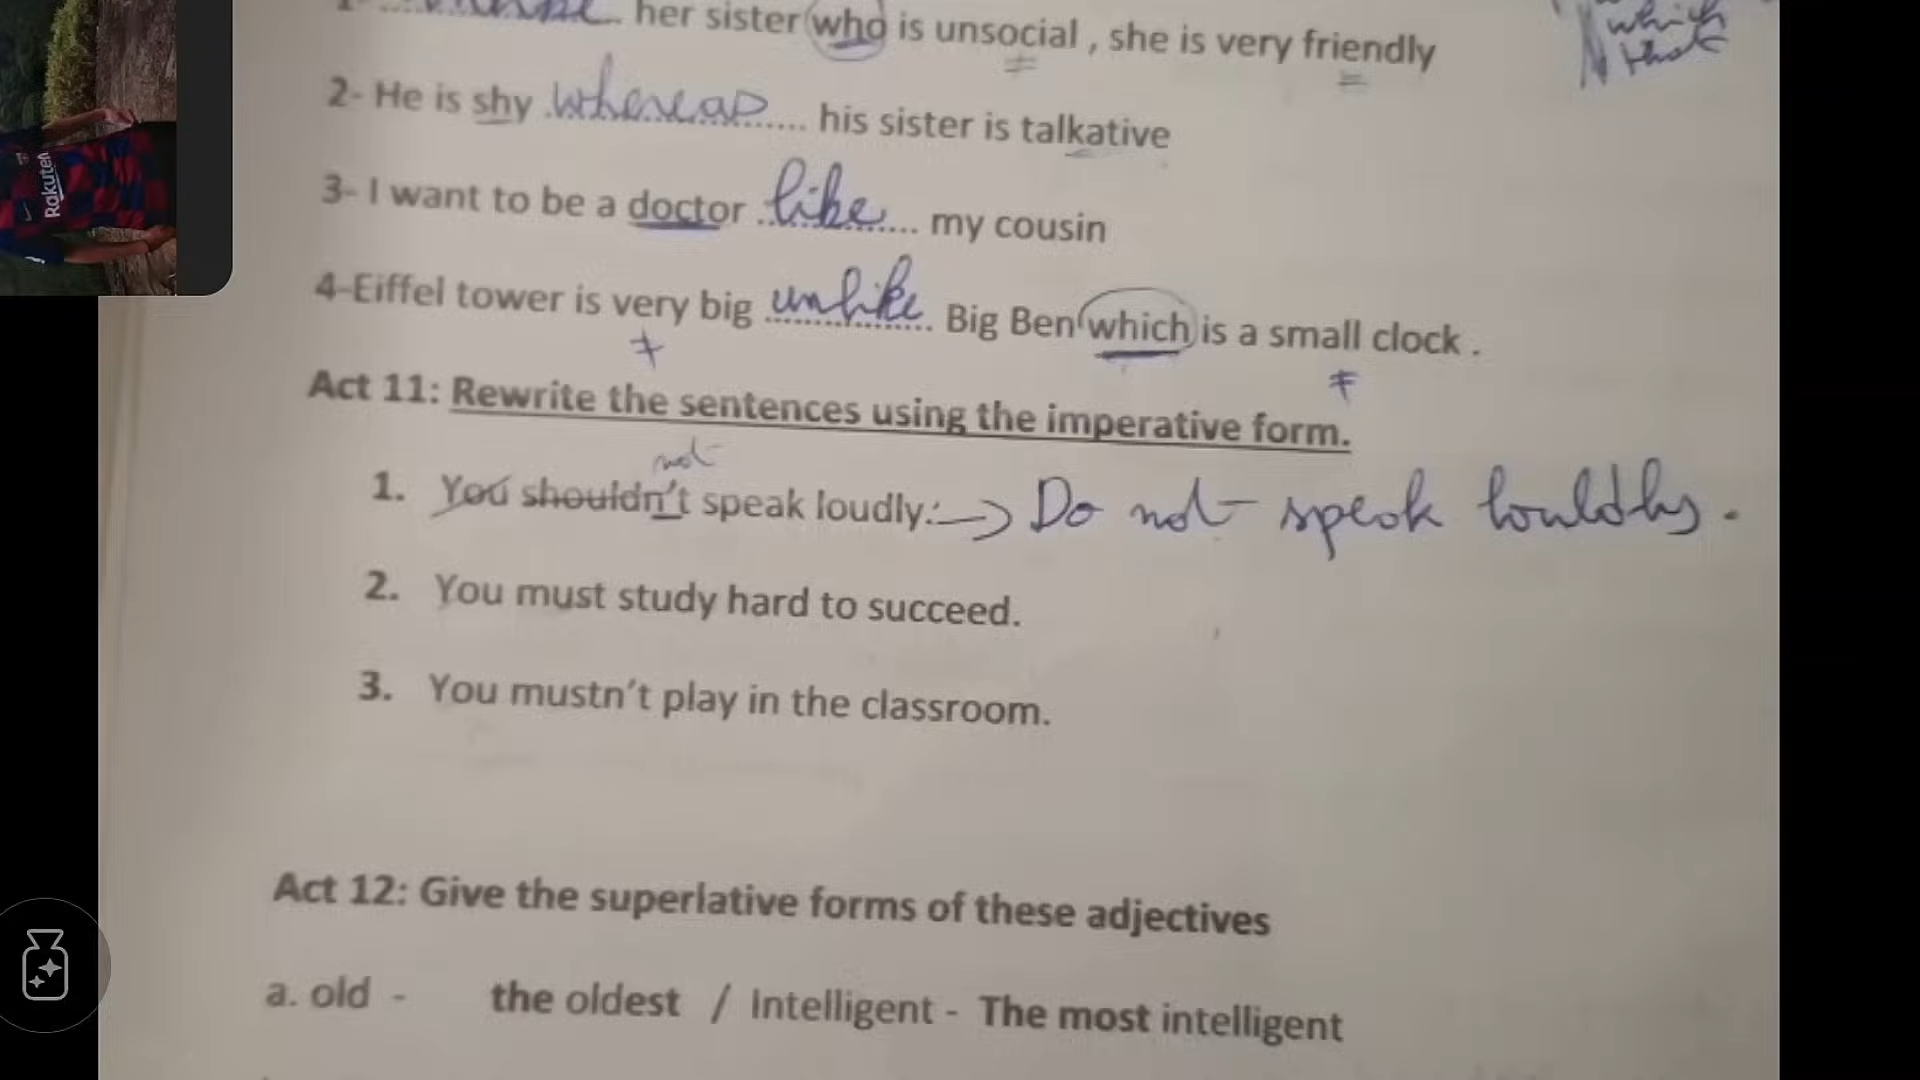 her sister who is unsocial , she is very friendly
which
that
2- He is shy whereas his sister is talkative
3- I want to be a doctor like my cousin
4-Eiffel tower is very big unlike Big Ben which is a small clock .
Act 11: Rewrite the sentences using the imperative form.
not
1. You shouldn't speak loudly: → Do not speak louldly.
2. You must study hard to succeed.
3. You mustn't play in the classroom.
Act 12: Give the superlative forms of these adjectives
a. old - the oldest / Intelligent - The most intelligent
Rakuten